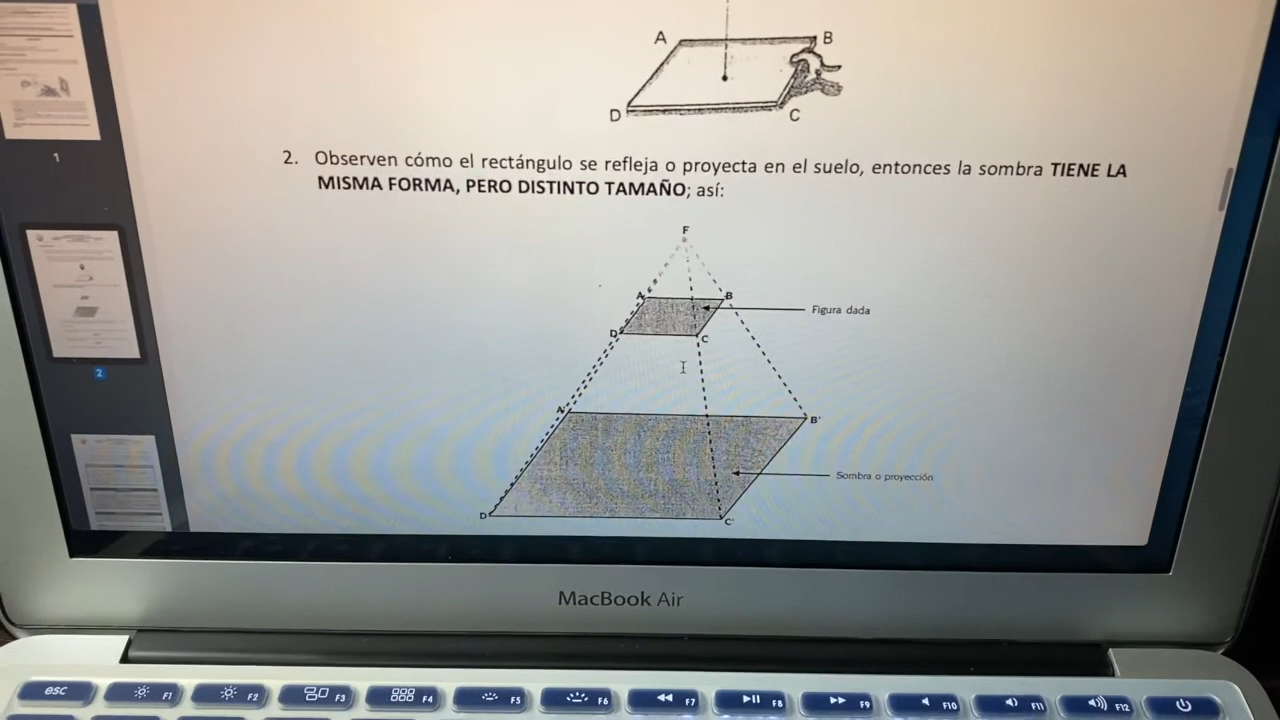 A
B
D
C
2. Observen cómo el rectángulo se refleja o proyecta en el suelo, entonces la sombra TIENE LA
MISMA FORMA, PERO DISTINTO TAMAÑO; así:
F
A
B
Figura dada
D
C
A'
B'
Sombra o proyección
D'
C'
1
2
MacBook Air
esc
F1
F2
F3
F4
F5
F6
F7
F8
F9
F10
F11
F12